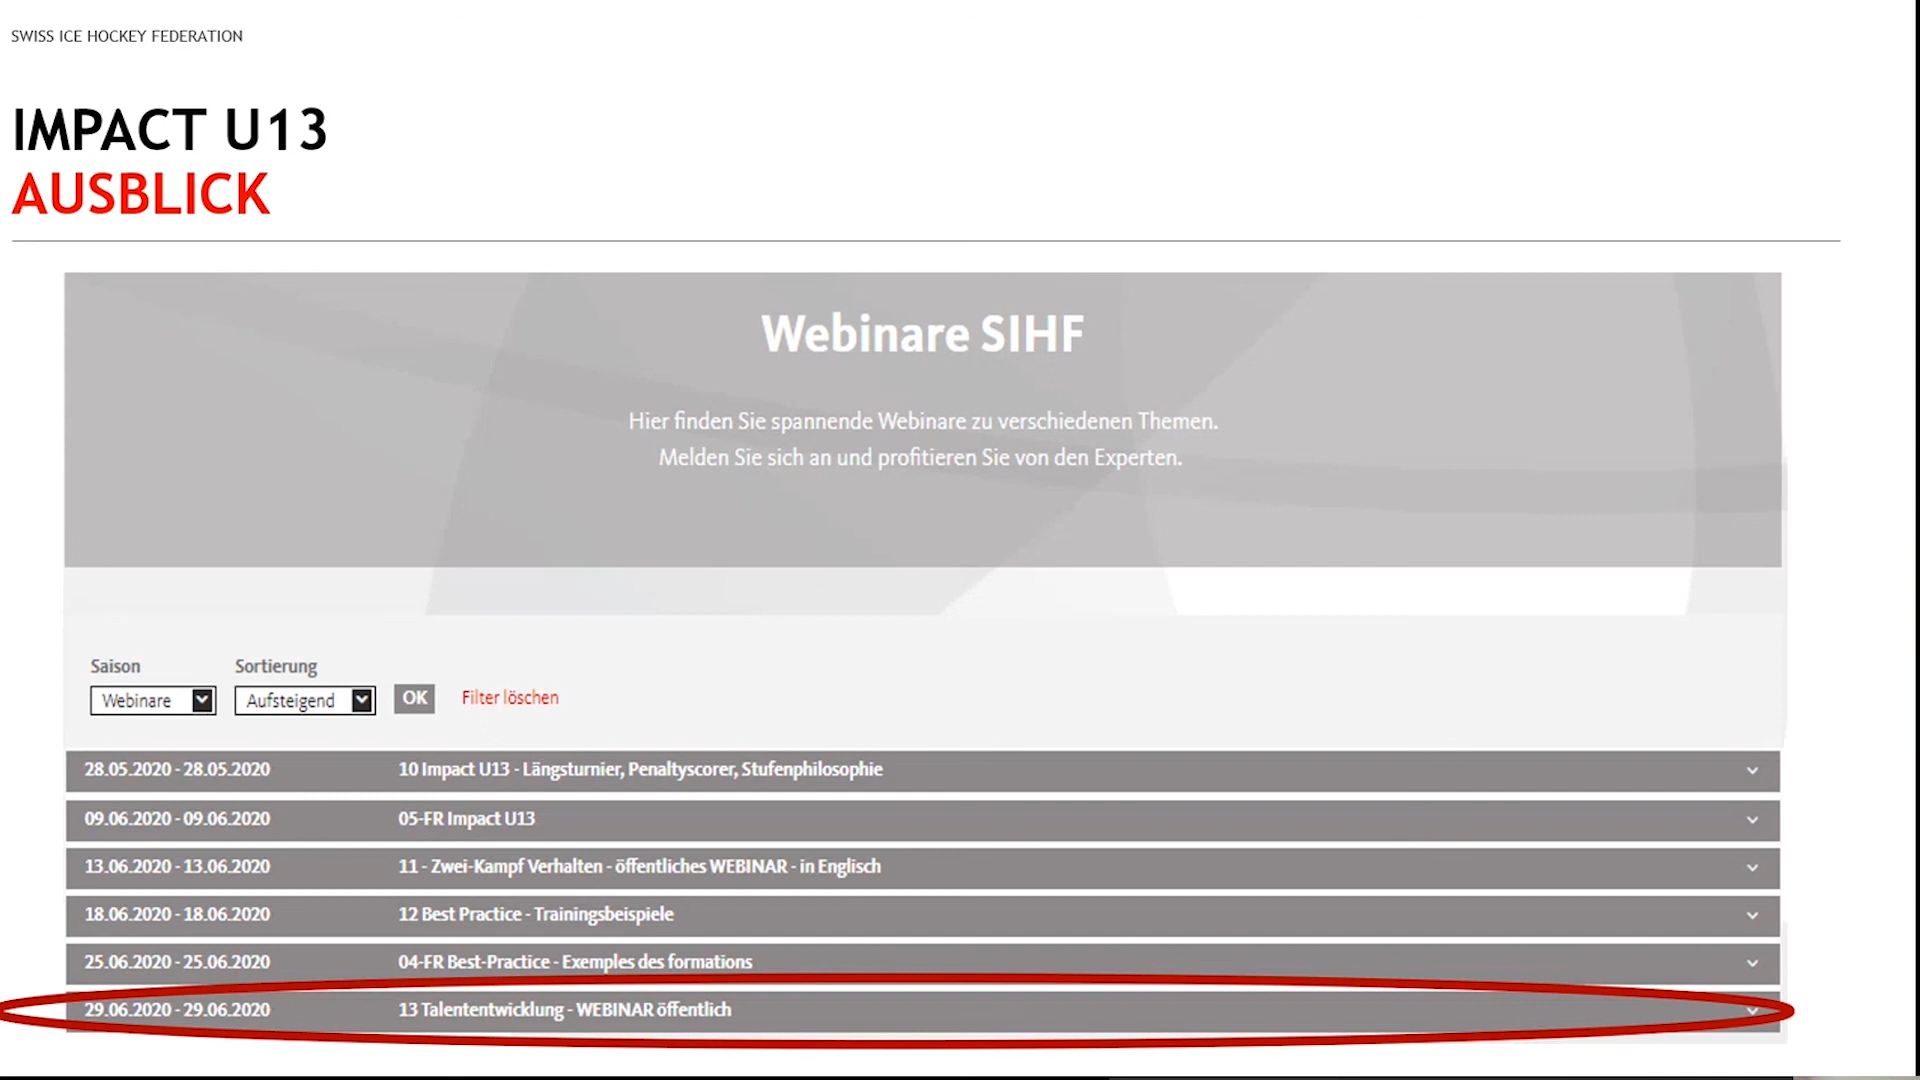 SWISS ICE HOCKEY FEDERATION
IMPACT U13
AUSBLICK
Webinare SIHF
Hier finden Sie spannende Webinare zu verschiedenen Themen.
Melden Sie sich an und profitieren Sie von den Experten.
Saison Sortierung
Webinare Aufsteigend OK Filter löschen
28.05.2020 - 28.05.2020 10 Impact U13 - Längsturnier, Penaltyscorer, Stufenphilosophie
09.06.2020 - 09.06.2020 05-FR Impact U13
13.06.2020 - 13.06.2020 11 - Zwei-Kampf Verhalten - öffentliches WEBINAR - in Englisch
18.06.2020 - 18.06.2020 12 Best Practice - Trainingsbeispiele
25.06.2020 - 25.06.2020 04-FR Best-Practice - Exemples des formations
29.06.2020 - 29.06.2020 13 Talententwicklung - WEBINAR öffentlich